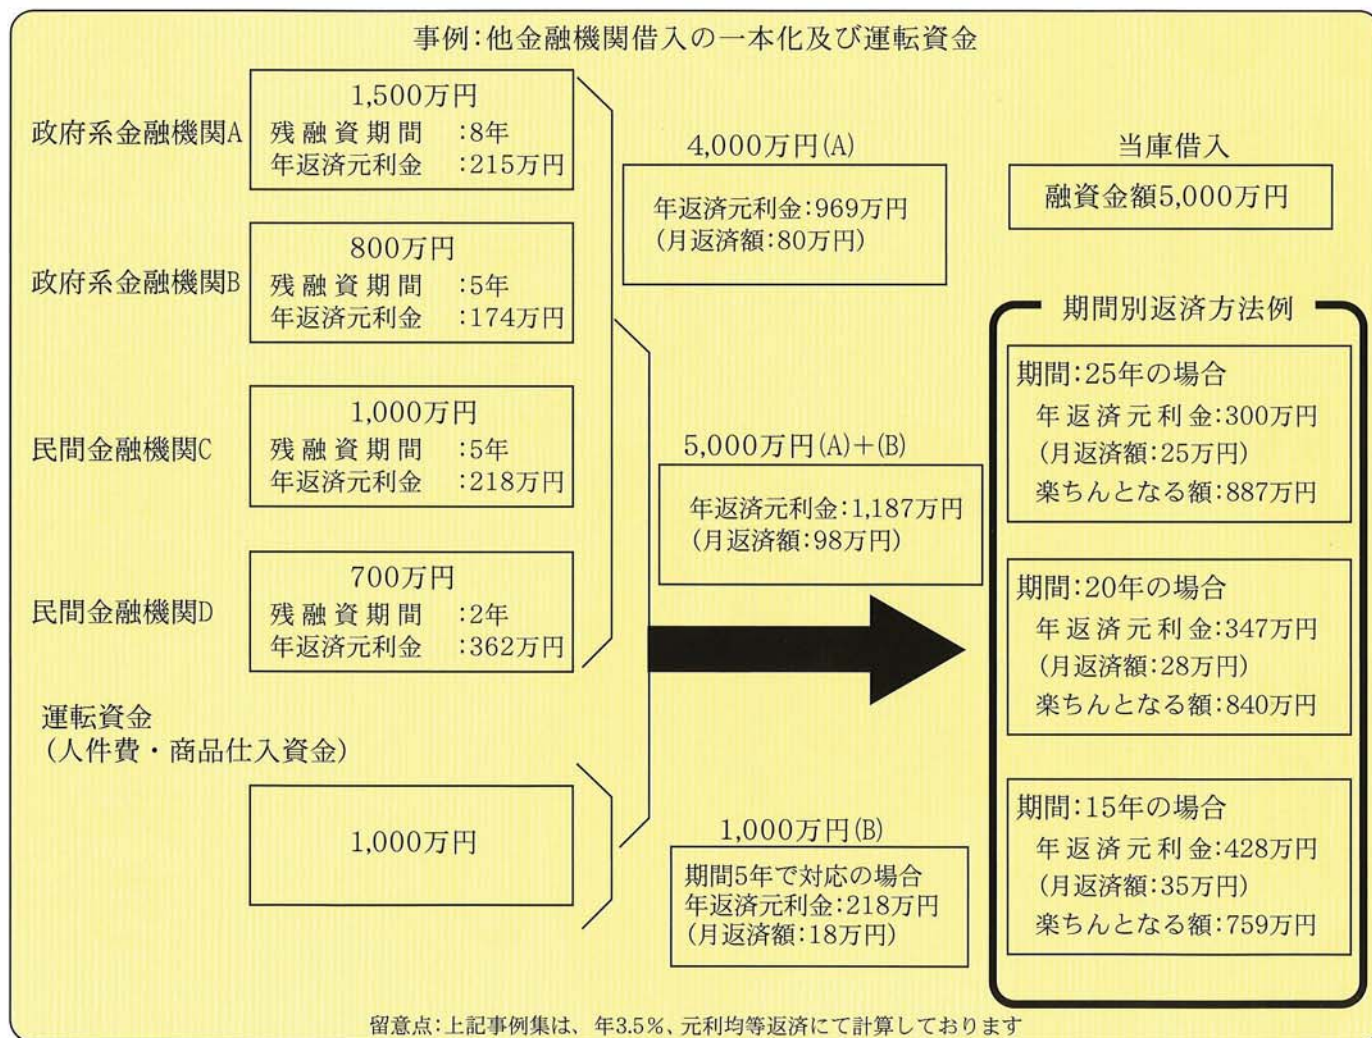 事例:他金融機関借入の一本化及び運転資金
政府系金融機関A
1,500万円
残融資期間 :8年
年返済元利金 :215万円
政府系金融機関B
800万円
残融資期間 :5年
年返済元利金 :174万円
民間金融機関C
1,000万円
残融資期間 :5年
年返済元利金 :218万円
民間金融機関D
700万円
残融資期間 :2年
年返済元利金 :362万円
運転資金
(人件費・商品仕入資金)
1,000万円
4,000万円(A)
年返済元利金:969万円
(月返済額:80万円)
5,000万円(A)+(B)
年返済元利金:1,187万円
(月返済額:98万円)
1,000万円(B)
期間5年で対応の場合
年返済元利金:218万円
(月返済額:18万円)
当庫借入
融資金額5,000万円
期間別返済方法例
期間:25年の場合
年返済元利金:300万円
(月返済額:25万円)
楽ちんとなる額:887万円
期間:20年の場合
年返済元利金:347万円
(月返済額:28万円)
楽ちんとなる額:840万円
期間:15年の場合
年返済元利金:428万円
(月返済額:35万円)
楽ちんとなる額:759万円
留意点:上記事例集は、年3.5%、元利均等返済にて計算しております